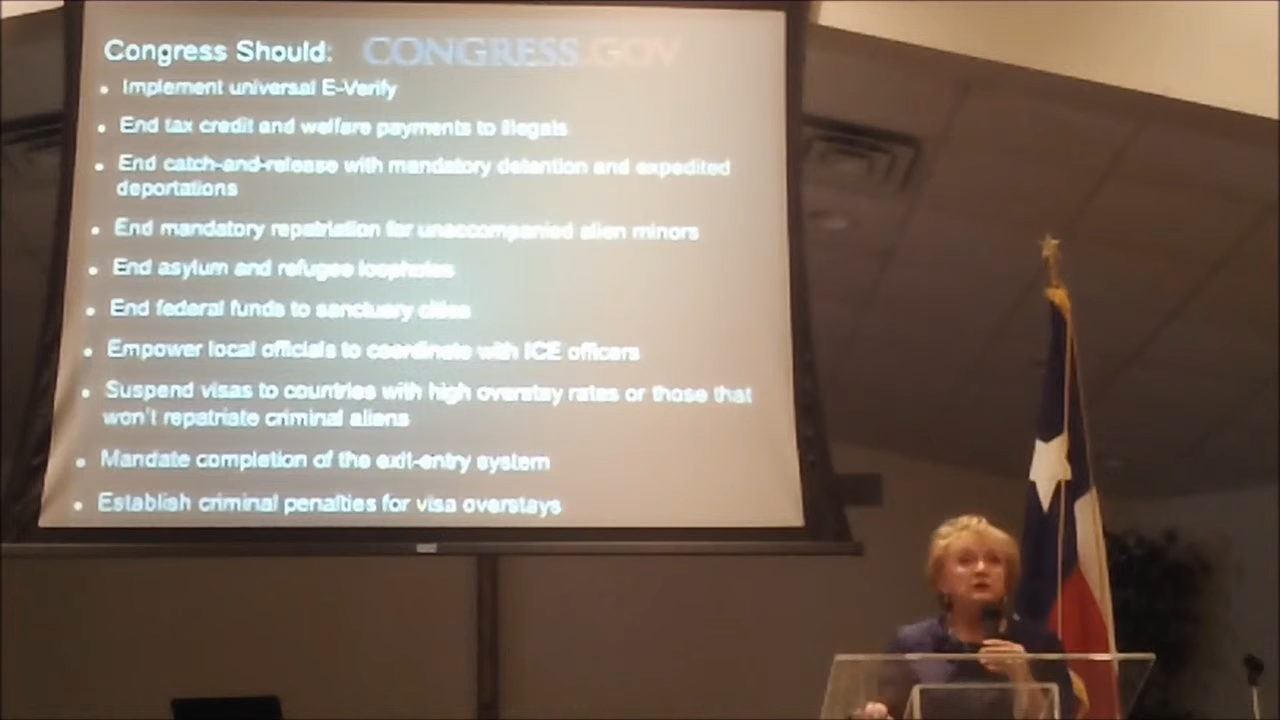 Congress Should: CONGRESS.GOV
• Implement universal E-Verify
• End tax credit and welfare payments to illegals
• End catch-and-release with mandatory detention and expedited
deportations
• End mandatory repatriation for unaccompanied alien minors
• End asylum and refugee loopholes
• End federal funds to sanctuary cities
• Empower local officials to coordinate with ICE officers
• Suspend visas to countries with high overstay rates or those that
won't repatriate criminal aliens
• Mandate completion of the exit-entry system
• Establish criminal penalties for visa overstays